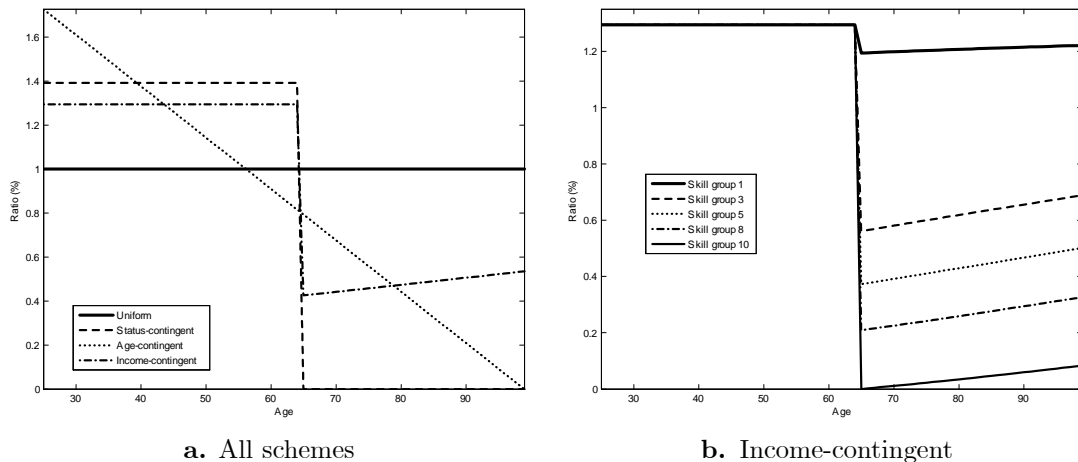 1.6
1.4
1.2
1
0.8
0.6
0.4
0.2
0
Ratio (%)
Uniform
Status-contingent
Age-contingent
Income-contingent
30 40 50 60 70 80 90
Age
a. All schemes
1.2
1
0.8
0.6
0.4
0.2
0
Ratio (%)
Skill group 1
Skill group 3
Skill group 5
Skill group 8
Skill group 10
30 40 50 60 70 80 90
Age
b. Income-contingent